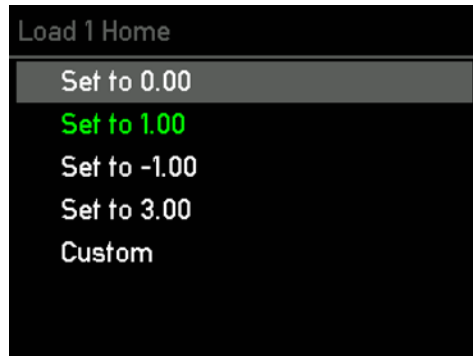 Load 1 Home
Set to 0.00
Set to 1.00
Set to -1.00
Set to 3.00
Custom